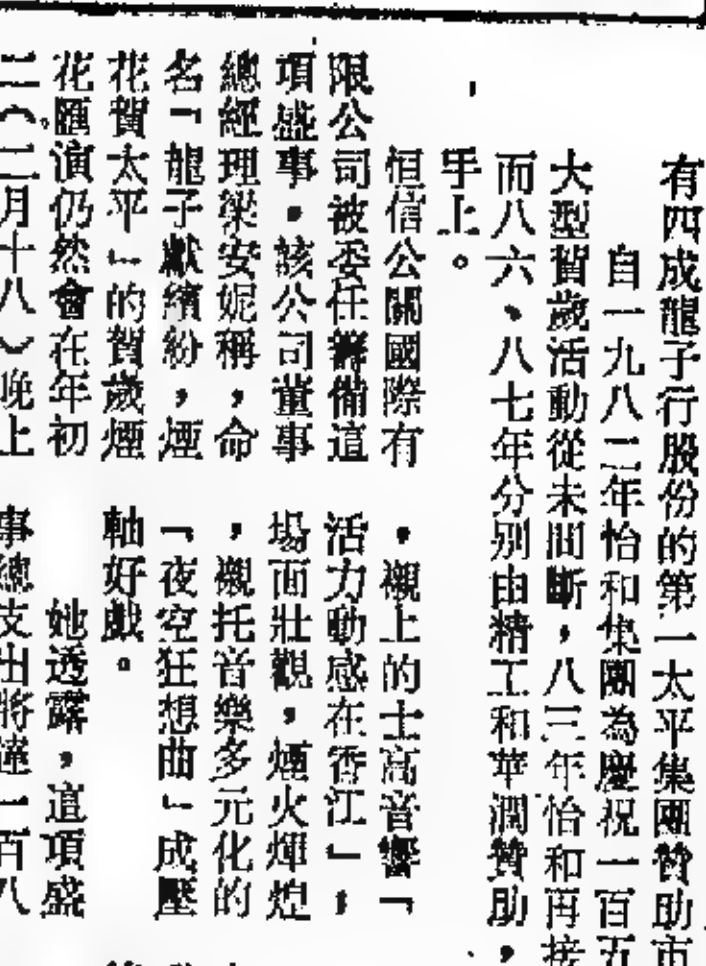 有四成龍子行股份的第一太平集團贊助市
自一九八二年怡和集團為慶祝一百五
大型賀歲活動從未間斷,八三年怡和再接
而八六、八七年分別由精工和華潤贊助,
手上。
恒信公關國際有
限公司被委任籌備這
項盛事。該公司董事
總經理梁安妮稱,命
名「龍子獻繽紛,煙
花賀太平」的賀歲煙
花匯演仍然會在年初
二(二月十八)晚上
,襯上的士高音響「
活力動感在香江」,
場面壯觀,煙火輝煌
,襯托音樂多元化的
「夜空狂想曲」成壓
軸好戲。
她透露,這項盛
事總支出將達一百八